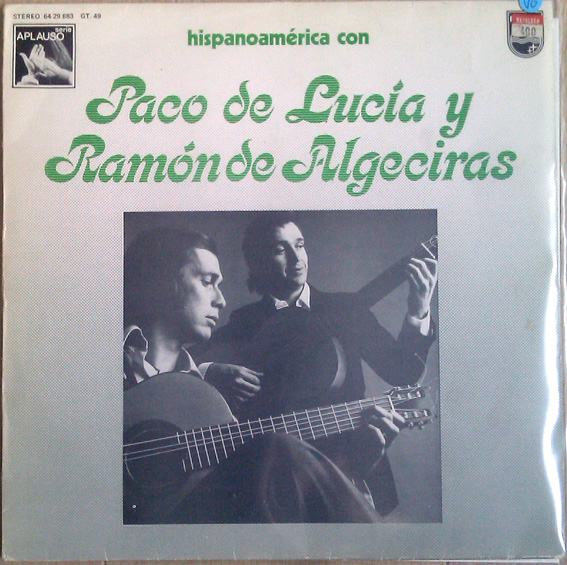 STEREO 64 29 883 GT. 49
serie
APLAUSO
hispanoamérica con
Paco de Lucía y
Ramón de Algeciras